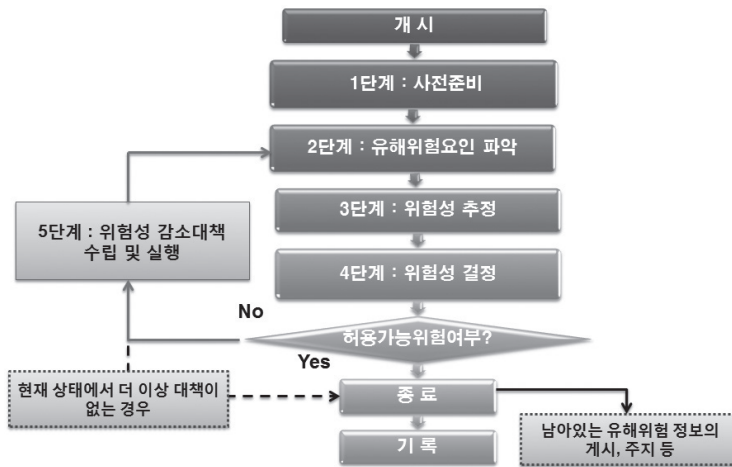 개 시
1단계 : 사전준비
2단계 : 유해위험요인 파악
3단계 : 위험성 추정
5단계 : 위험성 감소대책
수립 및 실행
4단계 : 위험성 결정
No
허용가능위험여부?
Yes
현재 상태에서 더 이상 대책이
없는 경우
종 료
남아있는 유해위험 정보의
게시, 주지 등
기 록